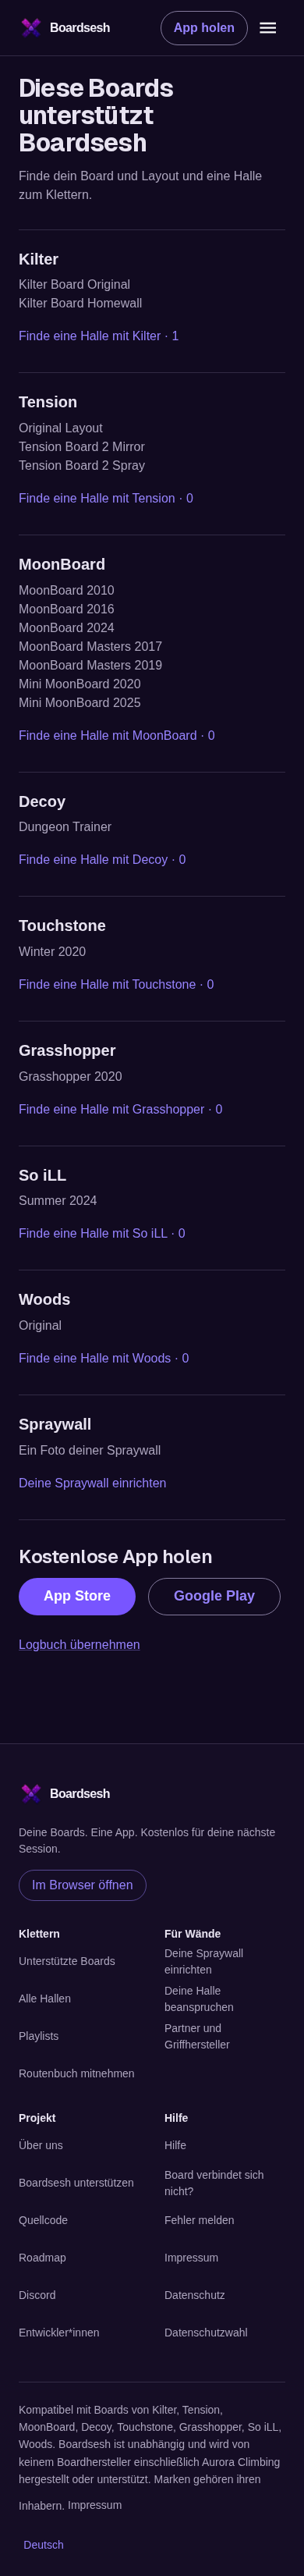 Boardsesh
App holen
Diese Boards
unterstützt
Boardsesh
Finde dein Board und Layout und eine Halle
zum Klettern.
Kilter
Kilter Board Original
Kilter Board Homewall
Finde eine Halle mit Kilter · 1
Tension
Original Layout
Tension Board 2 Mirror
Tension Board 2 Spray
Finde eine Halle mit Tension · 0
MoonBoard
MoonBoard 2010
MoonBoard 2016
MoonBoard 2024
MoonBoard Masters 2017
MoonBoard Masters 2019
Mini MoonBoard 2020
Mini MoonBoard 2025
Finde eine Halle mit MoonBoard · 0
Decoy
Dungeon Trainer
Finde eine Halle mit Decoy · 0
Touchstone
Winter 2020
Finde eine Halle mit Touchstone · 0
Grasshopper
Grasshopper 2020
Finde eine Halle mit Grasshopper · 0
So iLL
Summer 2024
Finde eine Halle mit So iLL · 0
Woods
Original
Finde eine Halle mit Woods · 0
Spraywall
Ein Foto deiner Spraywall
Deine Spraywall einrichten
Kostenlose App holen
App Store
Google Play
Logbuch übernehmen
Boardsesh
Deine Boards. Eine App. Kostenlos für deine nächste
Session.
Im Browser öffnen
Klettern
Unterstützte Boards
Alle Hallen
Playlists
Routenbuch mitnehmen
Für Wände
Deine Spraywall
einrichten
Deine Halle
beanspruchen
Partner und
Griffhersteller
Projekt
Über uns
Boardsesh unterstützen
Quellcode
Roadmap
Discord
Entwickler*innen
Hilfe
Hilfe
Board verbindet sich
nicht?
Fehler melden
Impressum
Datenschutz
Datenschutzwahl
Kompatibel mit Boards von Kilter, Tension,
MoonBoard, Decoy, Touchstone, Grasshopper, So iLL,
Woods. Boardsesh ist unabhängig und wird von
keinem Boardhersteller einschließlich Aurora Climbing
hergestellt oder unterstützt. Marken gehören ihren
Inhabern. Impressum
Deutsch